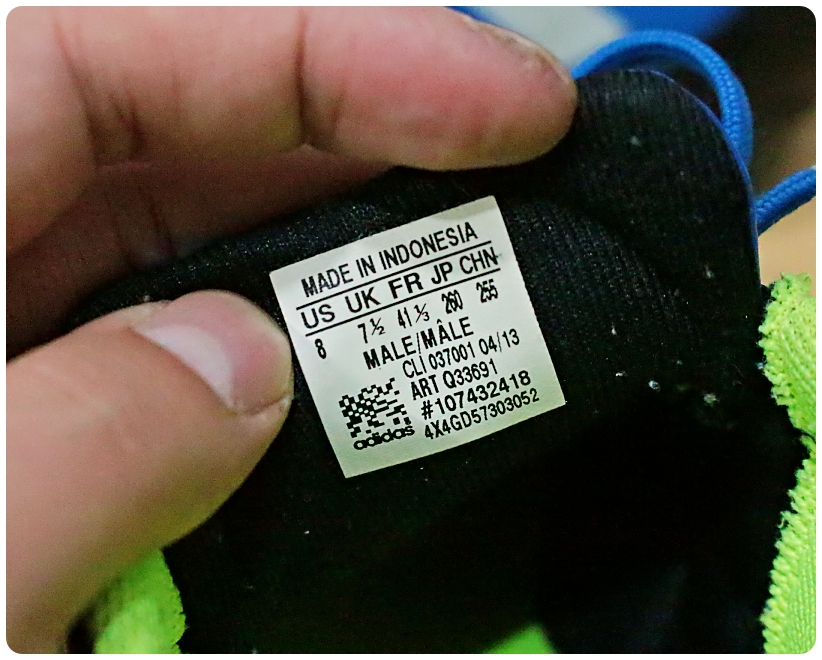 MADE IN INDONESIA
US UK FR JP CHN
8 7½ 41⅓ 260 255
MALE/MÂLE
CLI 037001 04/13
ART Q33691
#107432418
4X4GD57303052
adidas